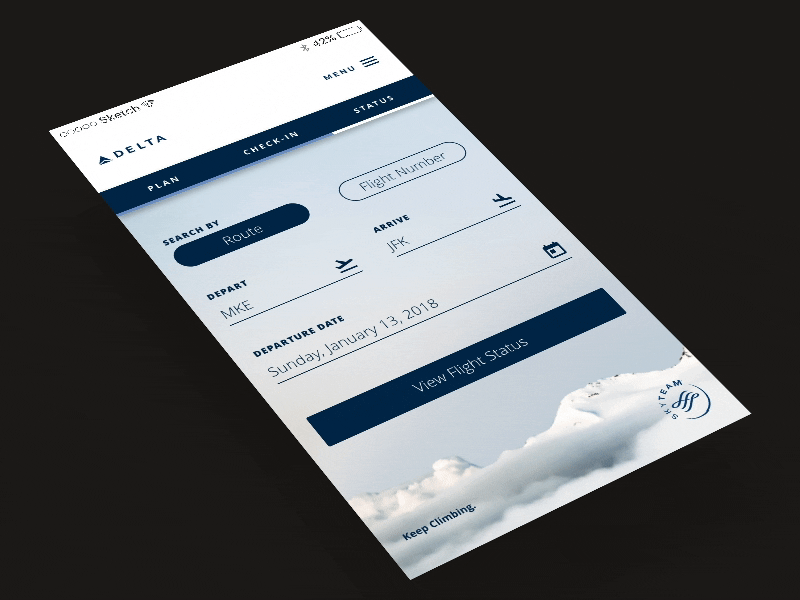 Sketch 42%
DELTA MENU
PLAN CHECK-IN STATUS
SEARCH BY
Route Flight Number
DEPART ARRIVE
MKE JFK
DEPARTURE DATE
Sunday, January 13, 2018
View Flight Status
SKYTEAM
Keep Climbing.